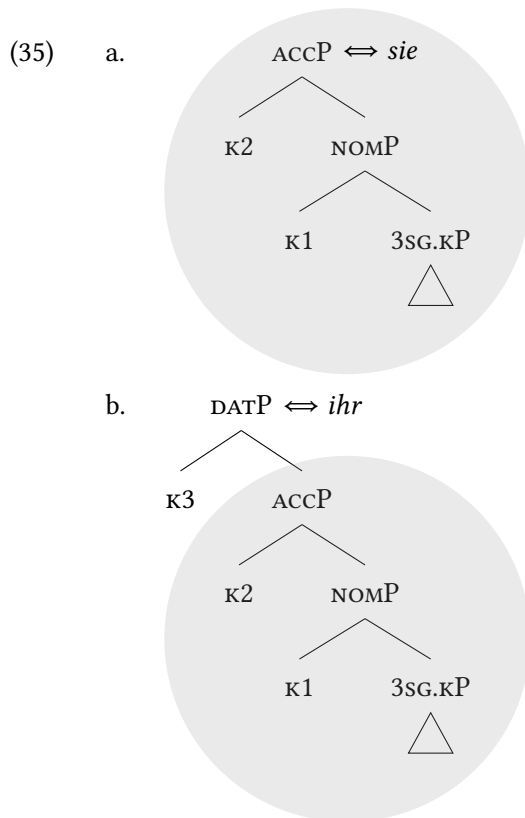 (35) a. ACCP ⇔ sie
K2 NOMP
K1 3SG.KP
b. DATP ⇔ ihr
K3 ACCP
K2 NOMP
K1 3SG.KP